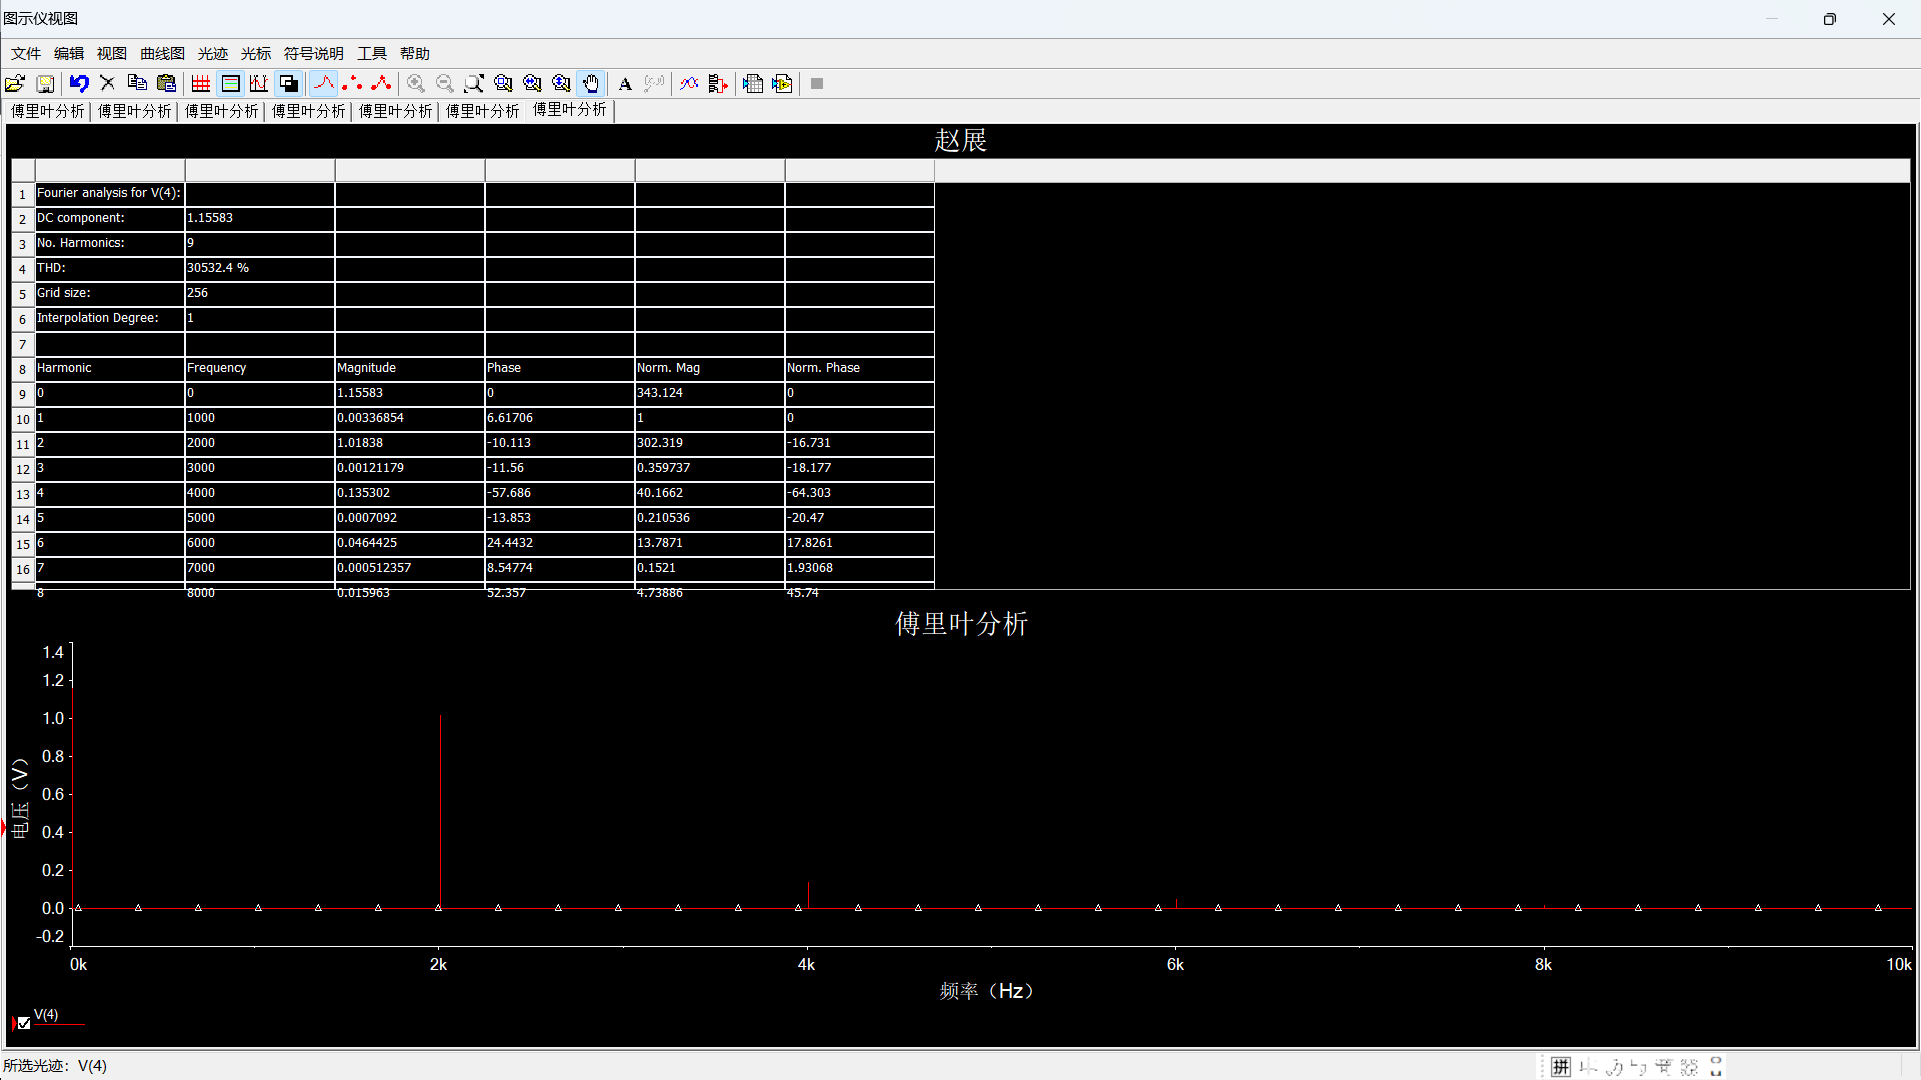 图示仪视图
文件 编辑 视图 曲线图 光迹 光标 符号说明 工具 帮助
傅里叶分析 傅里叶分析 傅里叶分析 傅里叶分析 傅里叶分析 傅里叶分析 傅里叶分析
赵展
1 Fourier analysis for V(4):
2 DC component: 1.15583
3 No. Harmonics: 9
4 THD: 30532.4 %
5 Grid size: 256
6 Interpolation Degree: 1
7
8 Harmonic Frequency Magnitude Phase Norm. Mag Norm. Phase
9 0 0 1.15583 0 343.124 0
10 1 1000 0.00336854 6.61706 1 0
11 2 2000 1.01838 -10.113 302.319 -16.731
12 3 3000 0.00121179 -11.56 0.359737 -18.177
13 4 4000 0.135302 -57.686 40.1662 -64.303
14 5 5000 0.0007092 -13.853 0.210536 -20.47
15 6 6000 0.0464425 24.4432 13.7871 17.8261
16 7 7000 0.000512357 8.54774 0.1521 1.93068
8 8000 0.015963 52.357 4.73886 45.74
傅里叶分析
1.4
1.2
1.0
0.8
0.6
0.4
0.2
0.0
-0.2
电压（V）
0k 2k 4k 6k 8k 10k
频率（Hz）
V(4)
所选光迹：V(4)
拼